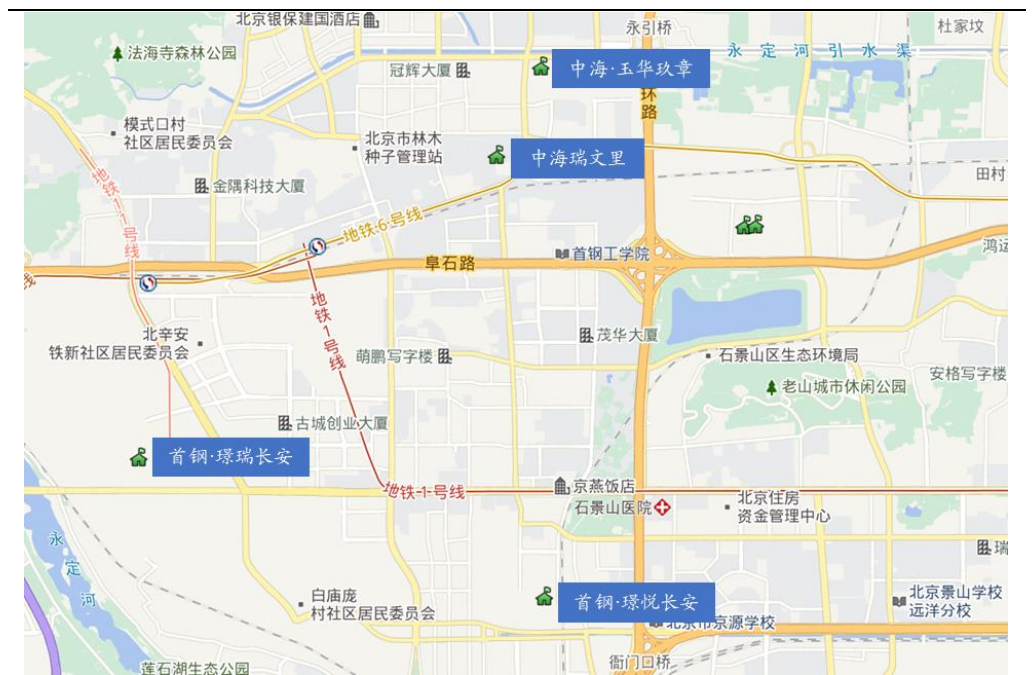 北京银保建国酒店
永引桥
杜家坟
法海寺森林公园
冠辉大厦
中海·玉华玖章
永定河引水渠
环路
模式口村
社区居民委员会
北京市林木
种子管理站
中海瑞文里
田村
地铁11号线
金隅科技大厦
地铁6号线
首钢工学院
鸿运
阜石路
号线
地铁1号线
北辛安
铁新社区居民委员会
萌鹏写字楼
茂华大厦
石景山区生态环境局
安格写字楼
老山城市休闲公园
古城创业大厦
首钢·璟瑞长安
地铁1号线
京燕饭店
石景山医院
北京住房
资金管理中心
瑞
永定河
白庙庞
村社区居民委员会
首钢·璟悦长安
北京景山学校
远洋分校
北京市京源学校
衙门口桥
莲石湖生态公园